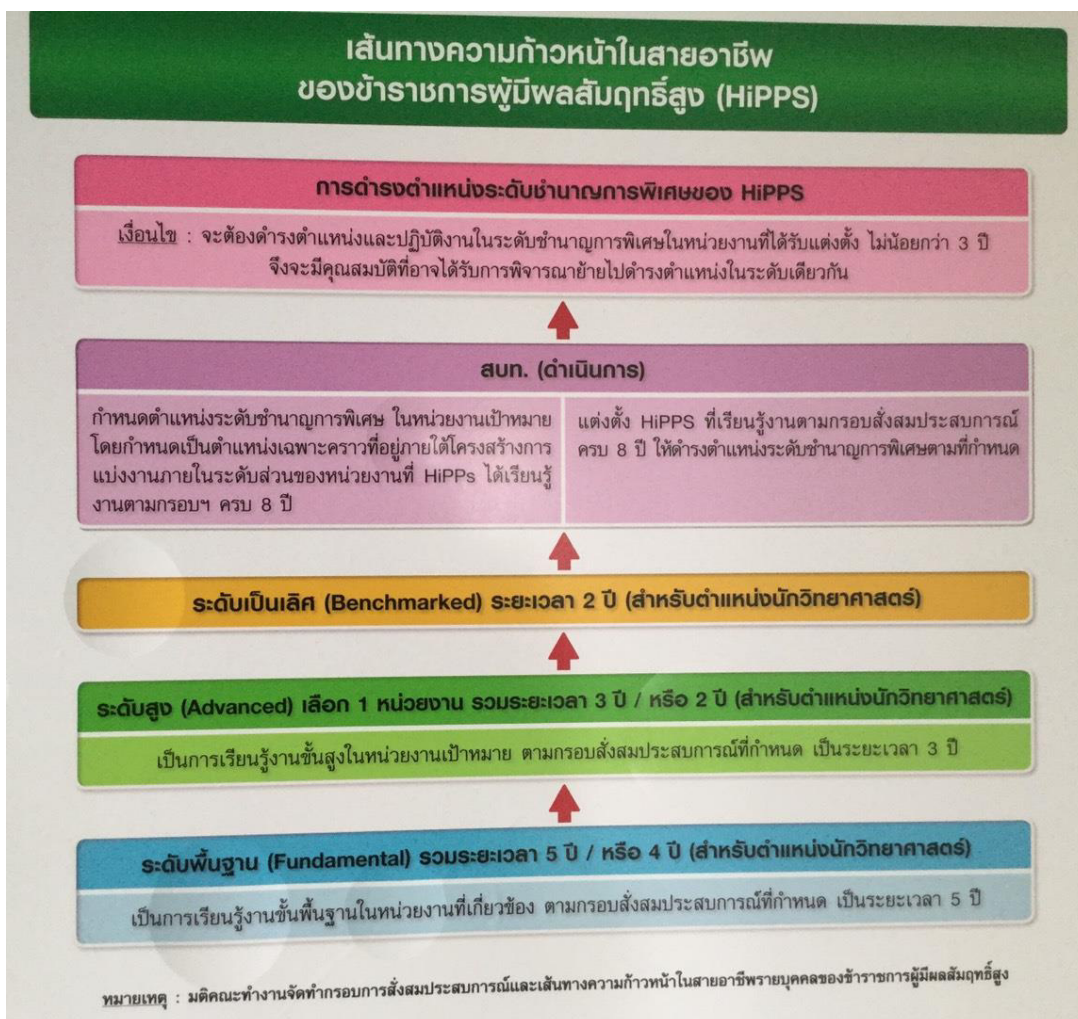 เส้นทางความก้าวหน้าในสายอาชีพ
ของข้าราชการผู้มีผลสัมฤทธิ์สูง (HiPPS)
การดำรงตำแหน่งระดับชำนาญการพิเศษของ HiPPS
เงื่อนไข : จะต้องดำรงตำแหน่งและปฏิบัติงานในระดับชำนาญการพิเศษในหน่วยงานที่ได้รับแต่งตั้ง ไม่น้อยกว่า 3 ปี
จึงจะมีคุณสมบัติที่อาจได้รับการพิจารณาย้ายไปดำรงตำแหน่งในระดับเดียวกัน
สบท. (ดำเนินการ)
กำหนดตำแหน่งระดับชำนาญการพิเศษ ในหน่วยงานเป้าหมาย
โดยกำหนดเป็นตำแหน่งเฉพาะคราวที่อยู่ภายใต้โครงสร้างการ
แบ่งงานภายในระดับส่วนของหน่วยงานที่ HiPPs ได้เรียนรู้
งานตามกรอบฯ ครบ 8 ปี
แต่งตั้ง HiPPS ที่เรียนรู้งานตามกรอบสั่งสมประสบการณ์
ครบ 8 ปี ให้ดำรงตำแหน่งระดับชำนาญการพิเศษตามที่กำหนด
ระดับเป็นเลิศ (Benchmarked) ระยะเวลา 2 ปี (สำหรับตำแหน่งนักวิทยาศาสตร์)
ระดับสูง (Advanced) เลือก 1 หน่วยงาน รวมระยะเวลา 3 ปี / หรือ 2 ปี (สำหรับตำแหน่งนักวิทยาศาสตร์)
เป็นการเรียนรู้งานขั้นสูงในหน่วยงานเป้าหมาย ตามกรอบสั่งสมประสบการณ์ที่กำหนด เป็นระยะเวลา 3 ปี
ระดับพื้นฐาน (Fundamental) รวมระยะเวลา 5 ปี / หรือ 4 ปี (สำหรับตำแหน่งนักวิทยาศาสตร์)
เป็นการเรียนรู้งานขั้นพื้นฐานในหน่วยงานที่เกี่ยวข้อง ตามกรอบสั่งสมประสบการณ์ที่กำหนด เป็นระยะเวลา 5 ปี
หมายเหตุ : มติคณะทำงานจัดทำกรอบการสั่งสมประสบการณ์และเส้นทางความก้าวหน้าในสายอาชีพรายบุคคลของข้าราชการผู้มีผลสัมฤทธิ์สูง